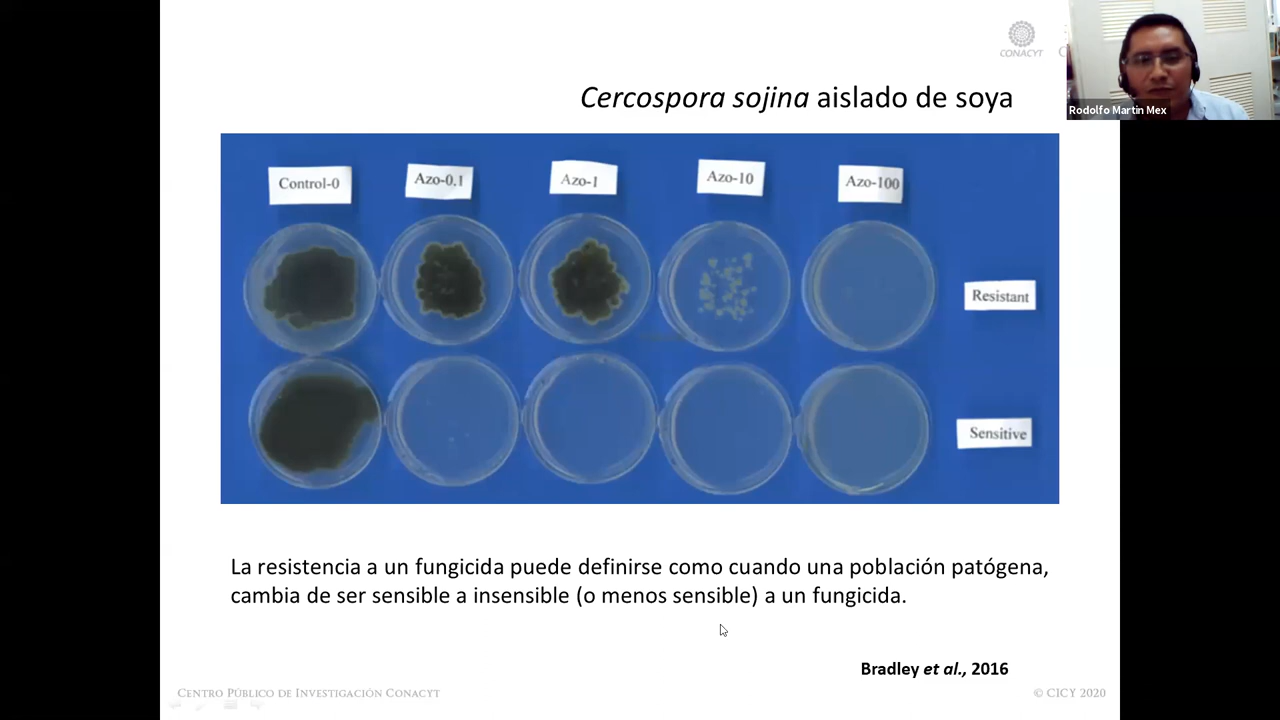 CONACYT
Rodolfo Martín Mex
Cercospora sojina aislado de soya
Control-0
Azo-0.1
Azo-1
Azo-10
Azo-100
Resistant
Sensitive
La resistencia a un fungicida puede definirse como cuando una población patógena,
cambia de ser sensible a insensible (o menos sensible) a un fungicida.
Bradley et al., 2016
CENTRO PÚBLICO DE INVESTIGACIÓN CONACYT
© CICY 2020